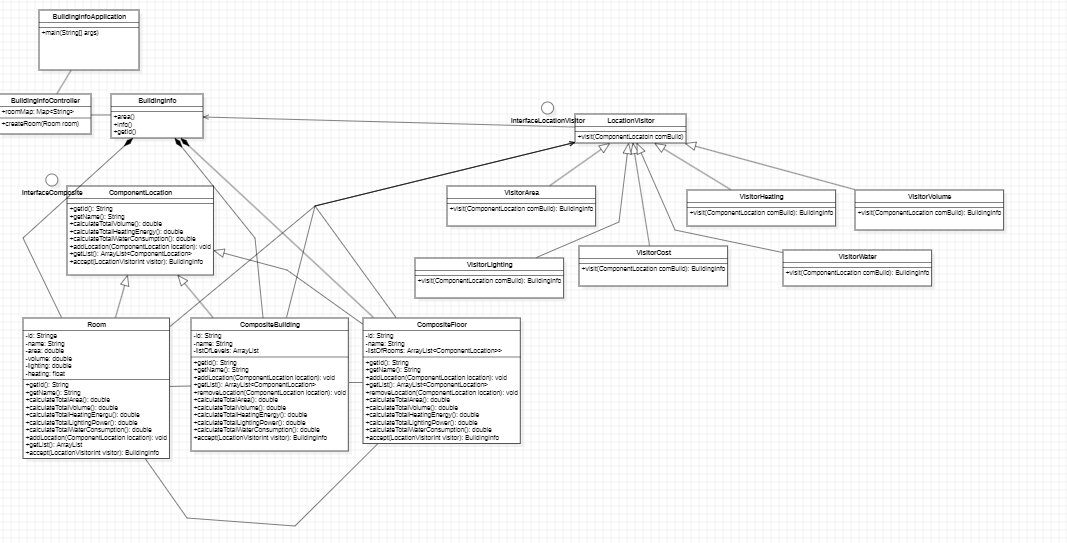 BuildingInfoApplication
+main(String[] args)
BuildingInfoController
+roomMap: Map<String>
+createRoom(Room room)
BuildingInfo
+area()
+info()
+getId()
InterfaceLocationVisitor
LocationVisitor
+visit(ComponentLocatoin comBuild)
InterfaceComposite
ComponentLocation
+getId(): String
+getName(): String
+calculateTotalVolume(): double
+calculateTotalHeatingEnergy(): double
+calculateTotalWaterConsumption(): double
+addLocation(ComponentLocation location): void
+getList(): ArrayList<ComponentLocation>
+accept(LocationVisitor visitor): BuildingInfo
VisitorArea
+visit(ComponentLocation comBuild): BuildingInfo
VisitorHeating
+visit(ComponentLocation comBuild): BuildingInfo
VisitorVolume
+visit(ComponentLocation comBuild): BuildingInfo
VisitorLighting
+visit(ComponentLocation comBuild): BuildingInfo
VisitorCost
+visit(ComponentLocation comBuild): BuildingInfo
VisitorWater
+visit(ComponentLocation comBuild): BuildingInfo
Room
-id: Stringe
-name: String
-area: double
-volume: double
-lighting: double
-heating: float
+getId(): String
+getName(): String
+calculateTotalArea(): double
+calculateTotalVolume(): double
+calculateTotalHeatingEnergu(): double
+calculateTotalLightingPower(): double
+calculateTotalWaterConsumption(): double
+addLocation(ComponentLocation location): void
+getList(): ArrayList
+accept(LocationVisitorInt visitor): BuildingInfo
CompositeBuilding
-id: String
-name: String
-listOfLevels: ArrayList
+getId(): String
+getName(): String
+addLocation(ComponentLocation location): void
+getList(): ArrayList<ComponentLocation>
+removeLocation(ComponentLocation location): void
+calculateTotalArea(): double
+calculateTotalVolume(): double
+calculateTotalHeatingEnergy(): double
+calculateTotalLightingPower(): double
+calculateTotalWaterConsumption(): double
+accept(LocationVisitorInt visitor): BuildingInfo
CompositeFloor
-id: String
-name: String
-listOfRooms: ArrayList<ComponentLocation>>
+getId(): String
+getName(): String
+addLocation(ComponentLocation location): void
+getList(): ArrayList<ComponentLocation>
+removeLocation(ComponentLocation location): void
+calculateTotalArea(): double
+calculateTotalVolume(): double
+calculateTotalHeatingEnergy(): double
+calculateTotalLightingPower(): double
+calculateTotalWaterConsumption(): double
+accept(LocationVisitorInt visitor): BuildingInfo